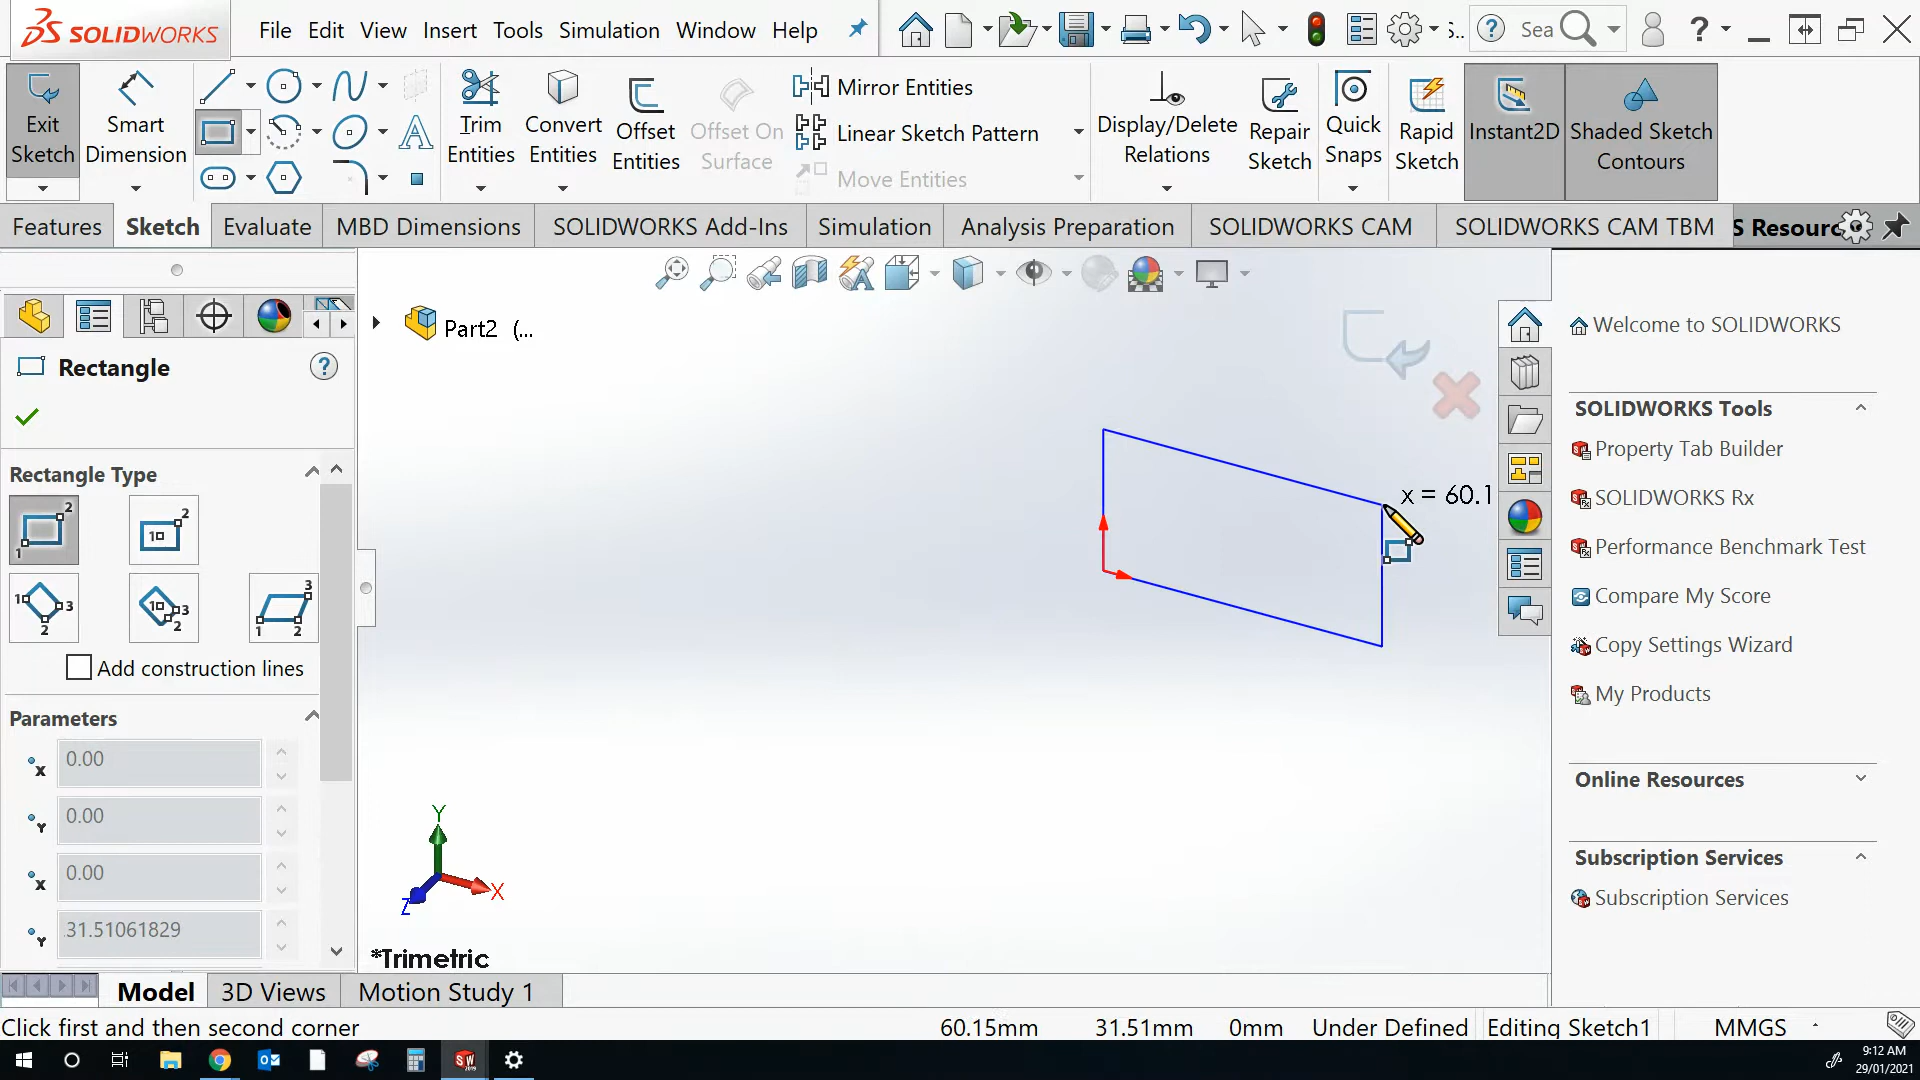 SOLIDWORKS
File Edit View Insert Tools Simulation Window Help
S.. Sea
Exit Sketch
Smart Dimension
Trim Entities
Convert Entities
Offset Entities
Offset On Surface
Mirror Entities
Linear Sketch Pattern
Move Entities
Display/Delete Relations
Repair Sketch
Quick Snaps
Rapid Sketch
Instant2D
Shaded Sketch Contours
Features Sketch Evaluate MBD Dimensions SOLIDWORKS Add-Ins Simulation Analysis Preparation SOLIDWORKS CAM SOLIDWORKS CAM TBM S Resourc
Part2 (...
Rectangle
Rectangle Type
Add construction lines
Parameters
0.00
0.00
0.00
31.51061829
x = 60.1
Y
X
Z
*Trimetric
Welcome to SOLIDWORKS
SOLIDWORKS Tools
Property Tab Builder
SOLIDWORKS Rx
Performance Benchmark Test
Compare My Score
Copy Settings Wizard
My Products
Online Resources
Subscription Services
Subscription Services
Model 3D Views Motion Study 1
Click first and then second corner 60.15mm 31.51mm 0mm Under Defined Editing Sketch1 MMGS
9:12 AM
29/01/2021